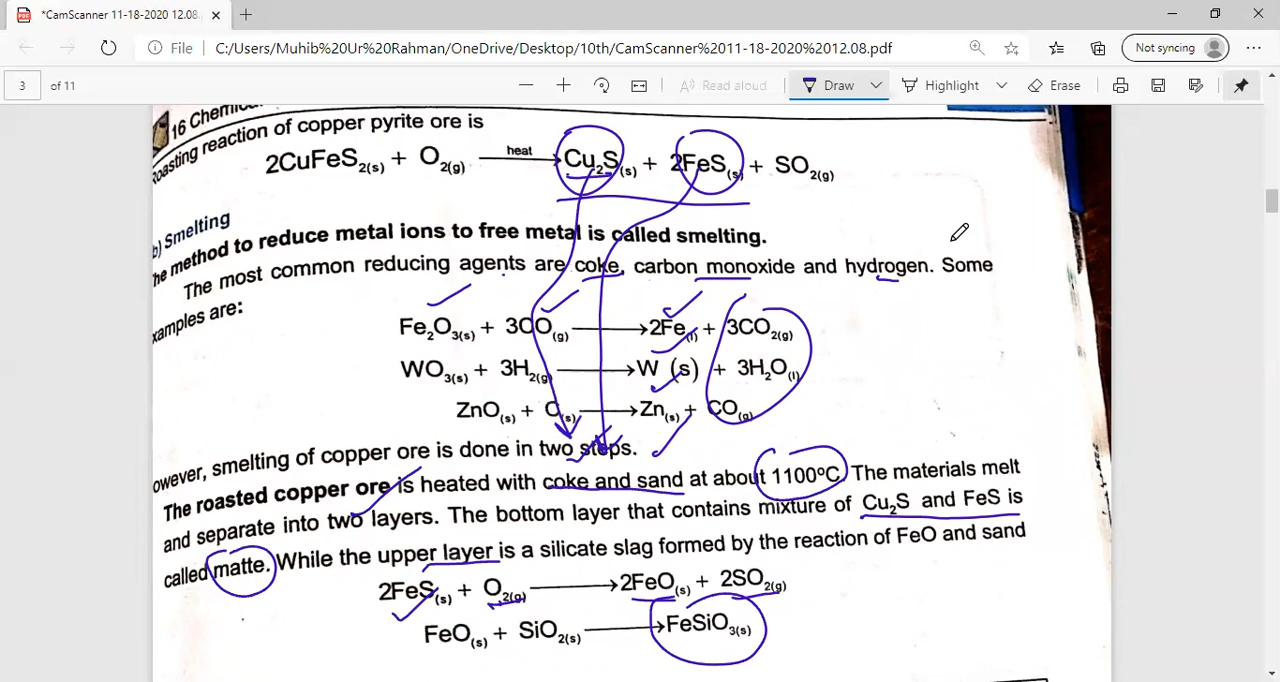 *CamScanner 11-18-2020 12.08.
File C:/Users/Muhib%20Ur%20Rahman/OneDrive/Desktop/10th/CamScanner%2011-18-2020%2012.08.pdf Not syncing
3 of 11 Read aloud Draw Highlight Erase
16
Roasting reaction of copper pyrite ore is
2CuFeS2(s) + O2(g) heat Cu2S(s) + 2FeS(s) + SO2(g)
b) Smelting
he method to reduce metal ions to free metal is called smelting.
The most common reducing agents are coke, carbon monoxide and hydrogen. Some
xamples are:
Fe2O3(s) + 3CO(g) → 2Fe(l) + 3CO2(g)
WO3(s) + 3H2(g) → W (s) + 3H2O(l)
ZnO(s) + C(s) → Zn(s) + CO(g)
owever, smelting of copper ore is done in two steps.
The roasted copper ore is heated with coke and sand at about 1100°C. The materials melt
and separate into two layers. The bottom layer that contains mixture of Cu2S and FeS is
called matte. While the upper layer is a silicate slag formed by the reaction of FeO and sand
2FeS(s) + O2(g) → 2FeO(s) + 2SO2(g)
FeO(s) + SiO2(s) → FeSiO3(s)